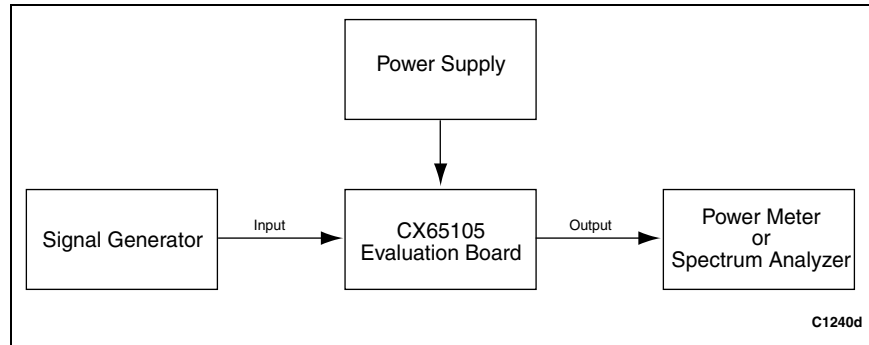 Power Supply
Signal Generator
Input
CX65105
Evaluation Board
Output
Power Meter
or
Spectrum Analyzer
C1240d